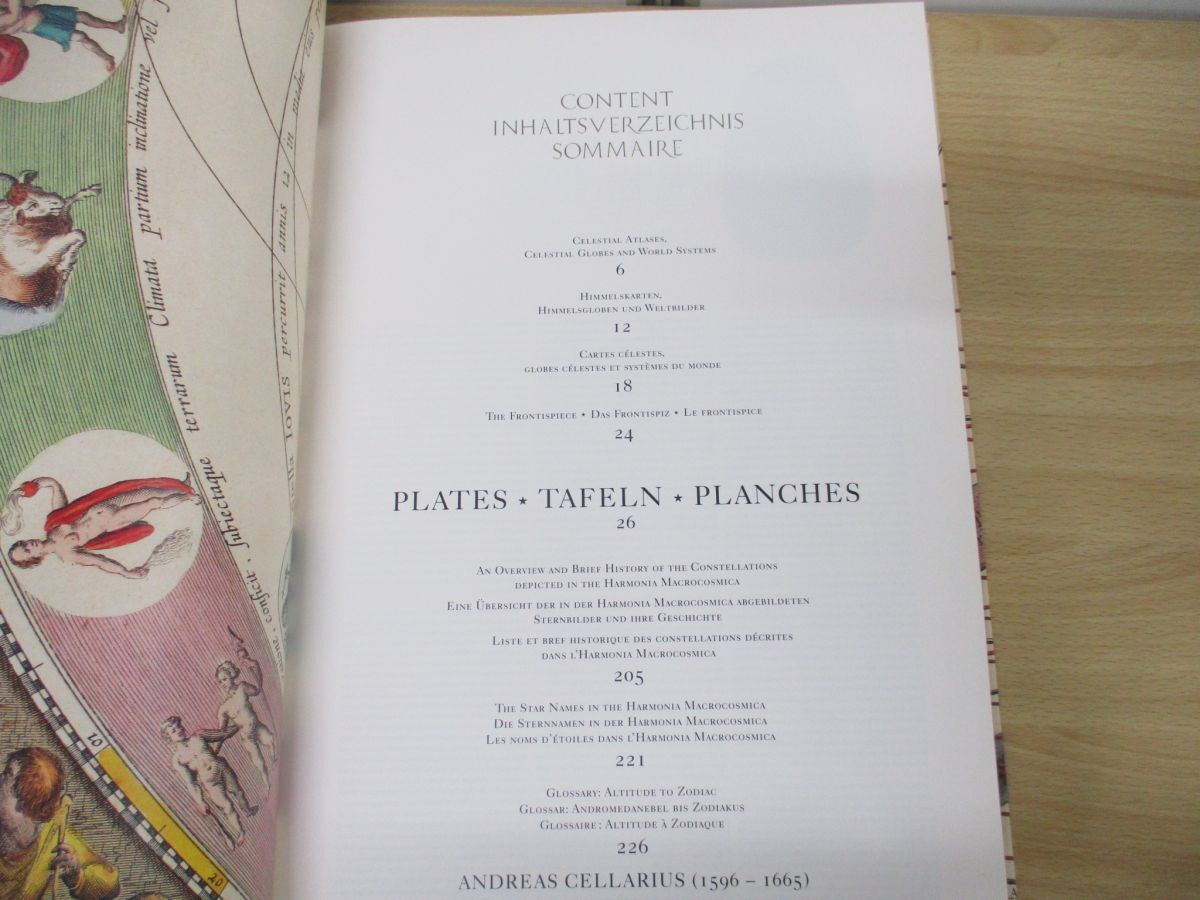 vel
Climata partium inclinatione
terrarum
subiectaque
conficit.
percurrit annis 12
IOVIS
10
20
CONTENT
INHALTSVERZEICHNIS
SOMMAIRE
Celestial Atlases,
Celestial Globes and World Systems
6
Himmelskarten,
Himmelsgloben und Weltbilder
12
Cartes célestes,
globes célestes et systèmes du monde
18
The Frontispiece ★ Das Frontispiz ★ Le frontispice
24
PLATES ★ TAFELN ★ PLANCHES
26
An Overview and Brief History of the Constellations
depicted in the Harmonia Macrocosmica
Eine Übersicht der in der Harmonia Macrocosmica abgebildeten
Sternbilder und ihre Geschichte
Liste et bref historique des constellations décrites
dans l'Harmonia Macrocosmica
205
The Star Names in the Harmonia Macrocosmica
Die Sternnamen in der Harmonia Macrocosmica
Les noms d'étoiles dans l'Harmonia Macrocosmica
221
Glossary: Altitude to Zodiac
Glossar: Andromedanebel bis Zodiakus
Glossaire : Altitude à Zodiaque
226
ANDREAS CELLARIUS (1596 – 1665)